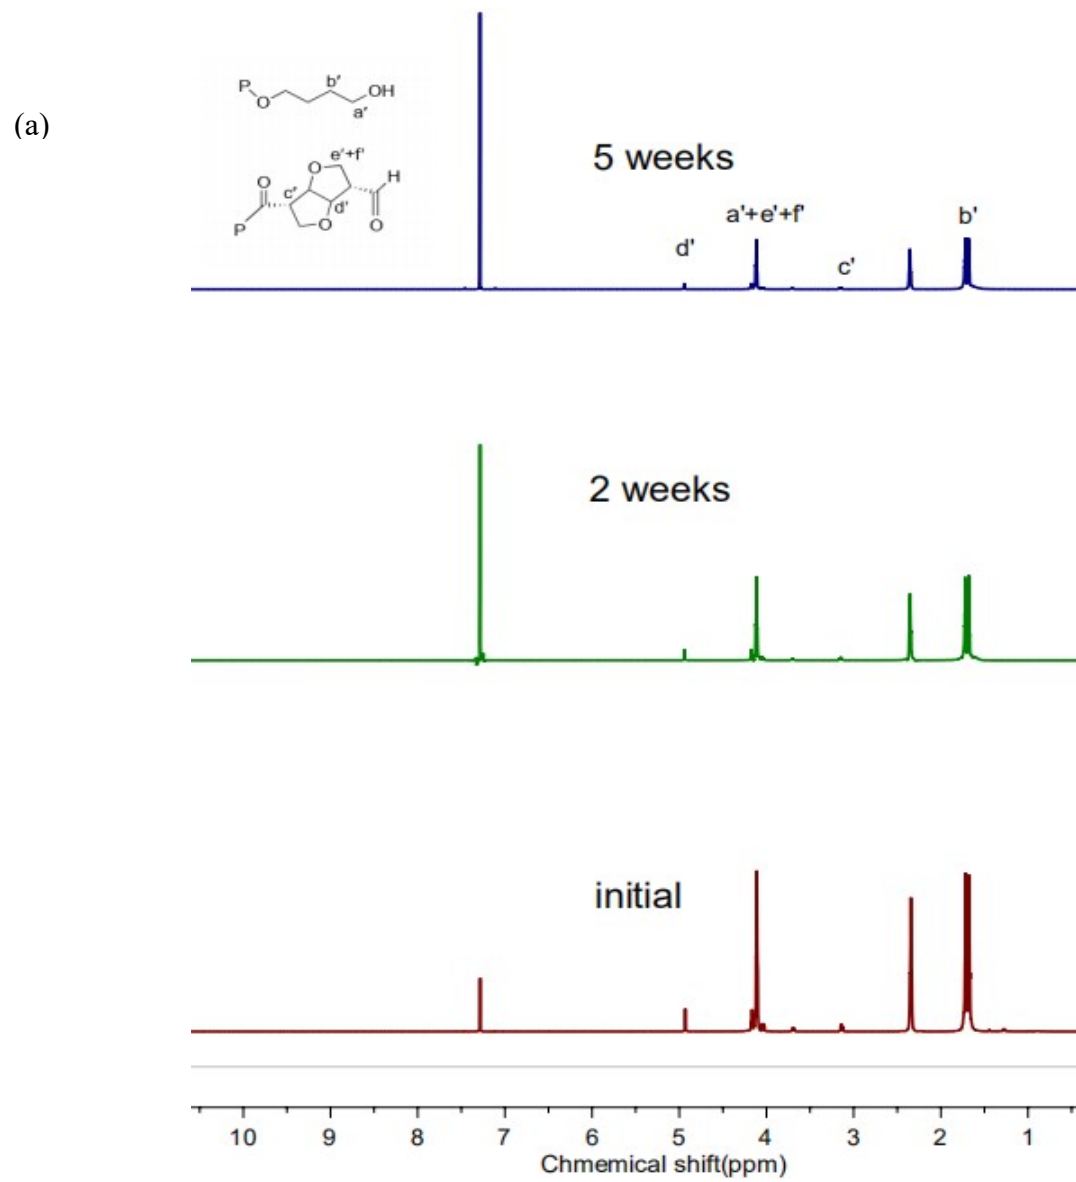 (a)
P
O
b'
a'
OH
e'+f'
O
H
O
c'
d'
P
O
O
5 weeks
a'+e'+f'
b'
d'
c'
2 weeks
initial
10 9 8 7 6 5 4 3 2 1
Chmemical shift(ppm)